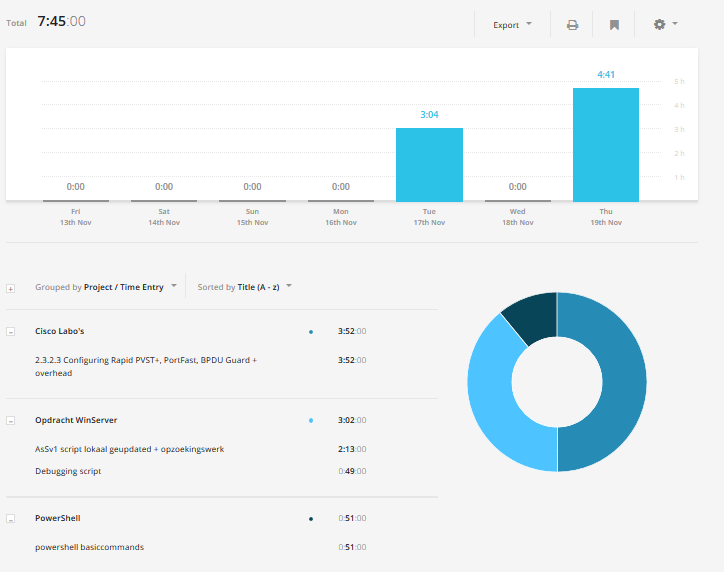 Total 7:45:00 Export
4:41
5 h
4 h
3:04
3 h
2 h
0:00 0:00 0:00 0:00 0:00
1 h
Fri Sat Sun Mon Tue Wed Thu
13th Nov 14th Nov 15th Nov 16th Nov 17th Nov 18th Nov 19th Nov
Grouped by Project / Time Entry Sorted by Title (A - z)
Cisco Labo's 3:52:00
2.3.2.3 Configuring Rapid PVST+, PortFast, BPDU Guard + 3:52:00
overhead
Opdracht WinServer 3:02:00
AsSv1 script lokaal geupdated + opzoekingswerk 2:13:00
Debugging script 0:49:00
PowerShell 0:51:00
powershell basiccommands 0:51:00